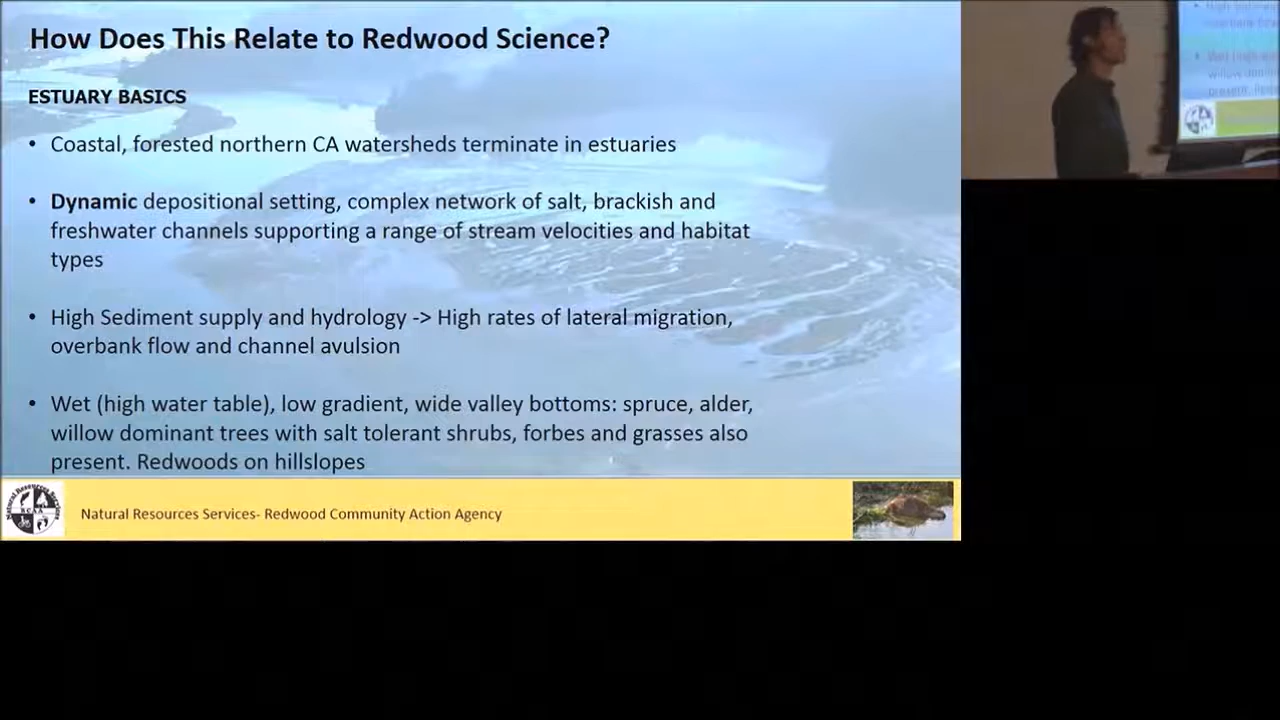 How Does This Relate to Redwood Science?
ESTUARY BASICS
• Coastal, forested northern CA watersheds terminate in estuaries
• Dynamic depositional setting, complex network of salt, brackish and
freshwater channels supporting a range of stream velocities and habitat
types
• High Sediment supply and hydrology -> High rates of lateral migration,
overbank flow and channel avulsion
• Wet (high water table), low gradient, wide valley bottoms: spruce, alder,
willow dominant trees with salt tolerant shrubs, forbes and grasses also
present. Redwoods on hillslopes
Natural Resources Services
RCAA
Natural Resources Services- Redwood Community Action Agency